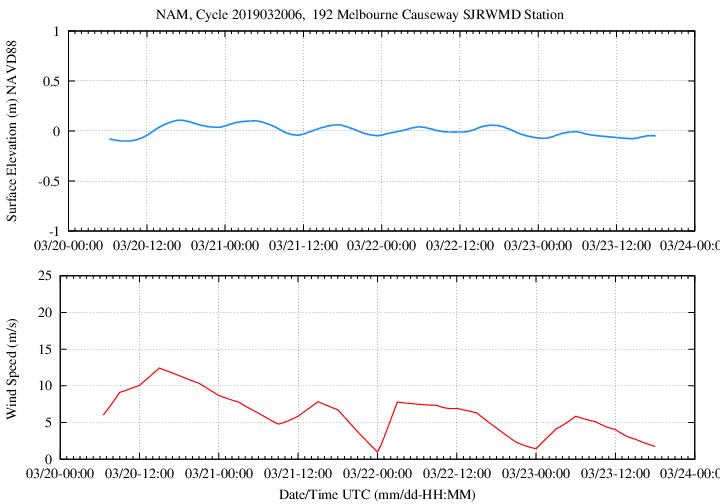 NAM, Cycle 2019032006,  192 Melbourne Causeway SJRWMD Station
Surface Elevation (m) NAVD88
1
0.5
0
-0.5
-1
03/20-00:00 03/20-12:00 03/21-00:00 03/21-12:00 03/22-00:00 03/22-12:00 03/23-00:00 03/23-12:00 03/24-0
Wind Speed (m/s)
25
20
15
10
5
0
03/20-00:00 03/20-12:00 03/21-00:00 03/21-12:00 03/22-00:00 03/22-12:00 03/23-00:00 03/23-12:00 03/24-0
Date/Time UTC (mm/dd-HH:MM)